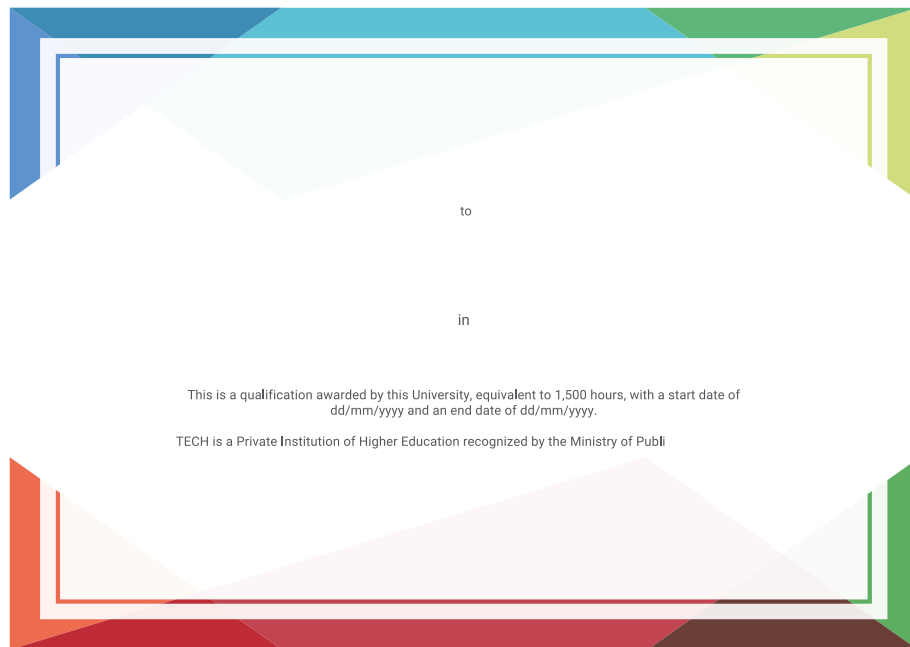 to
in
This is a qualification awarded by this University, equivalent to 1,500 hours, with a start date of
dd/mm/yyyy and an end date of dd/mm/yyyy.
TECH is a Private Institution of Higher Education recognized by the Ministry of Publi